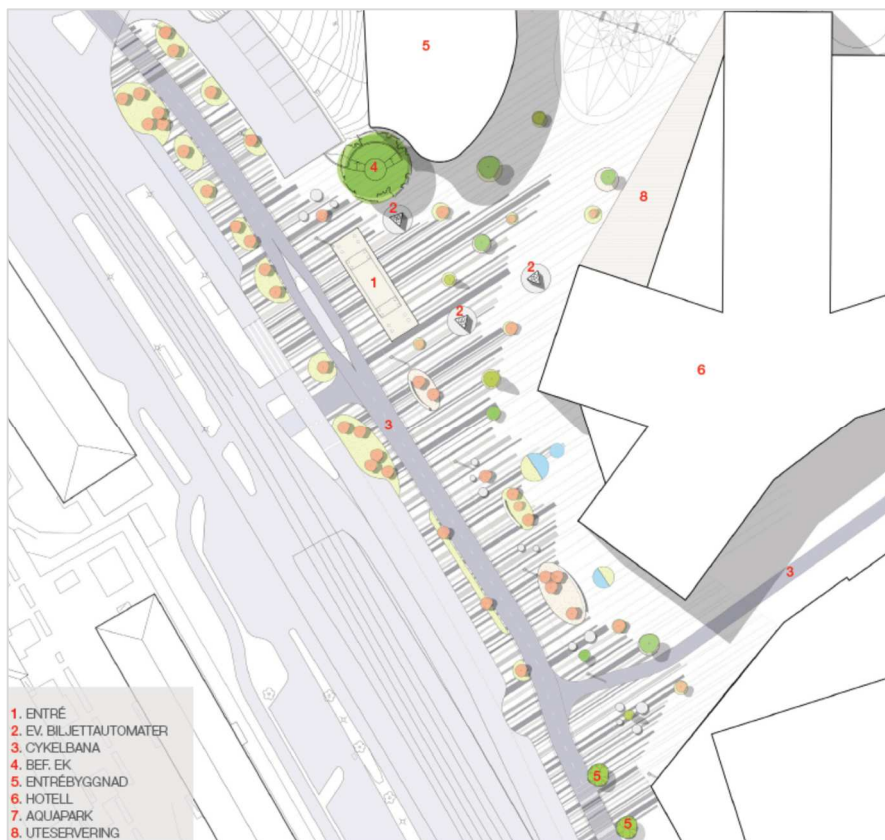 5
4
2
8
2
1
2
6
3
3
5
5
1. ENTRÉ
2. EV. BILJETTAUTOMATER
3. CYKELBANA
4. BEF. EK
5. ENTRÉBYGGNAD
6. HOTELL
7. AQUAPARK
8. UTESERVERING